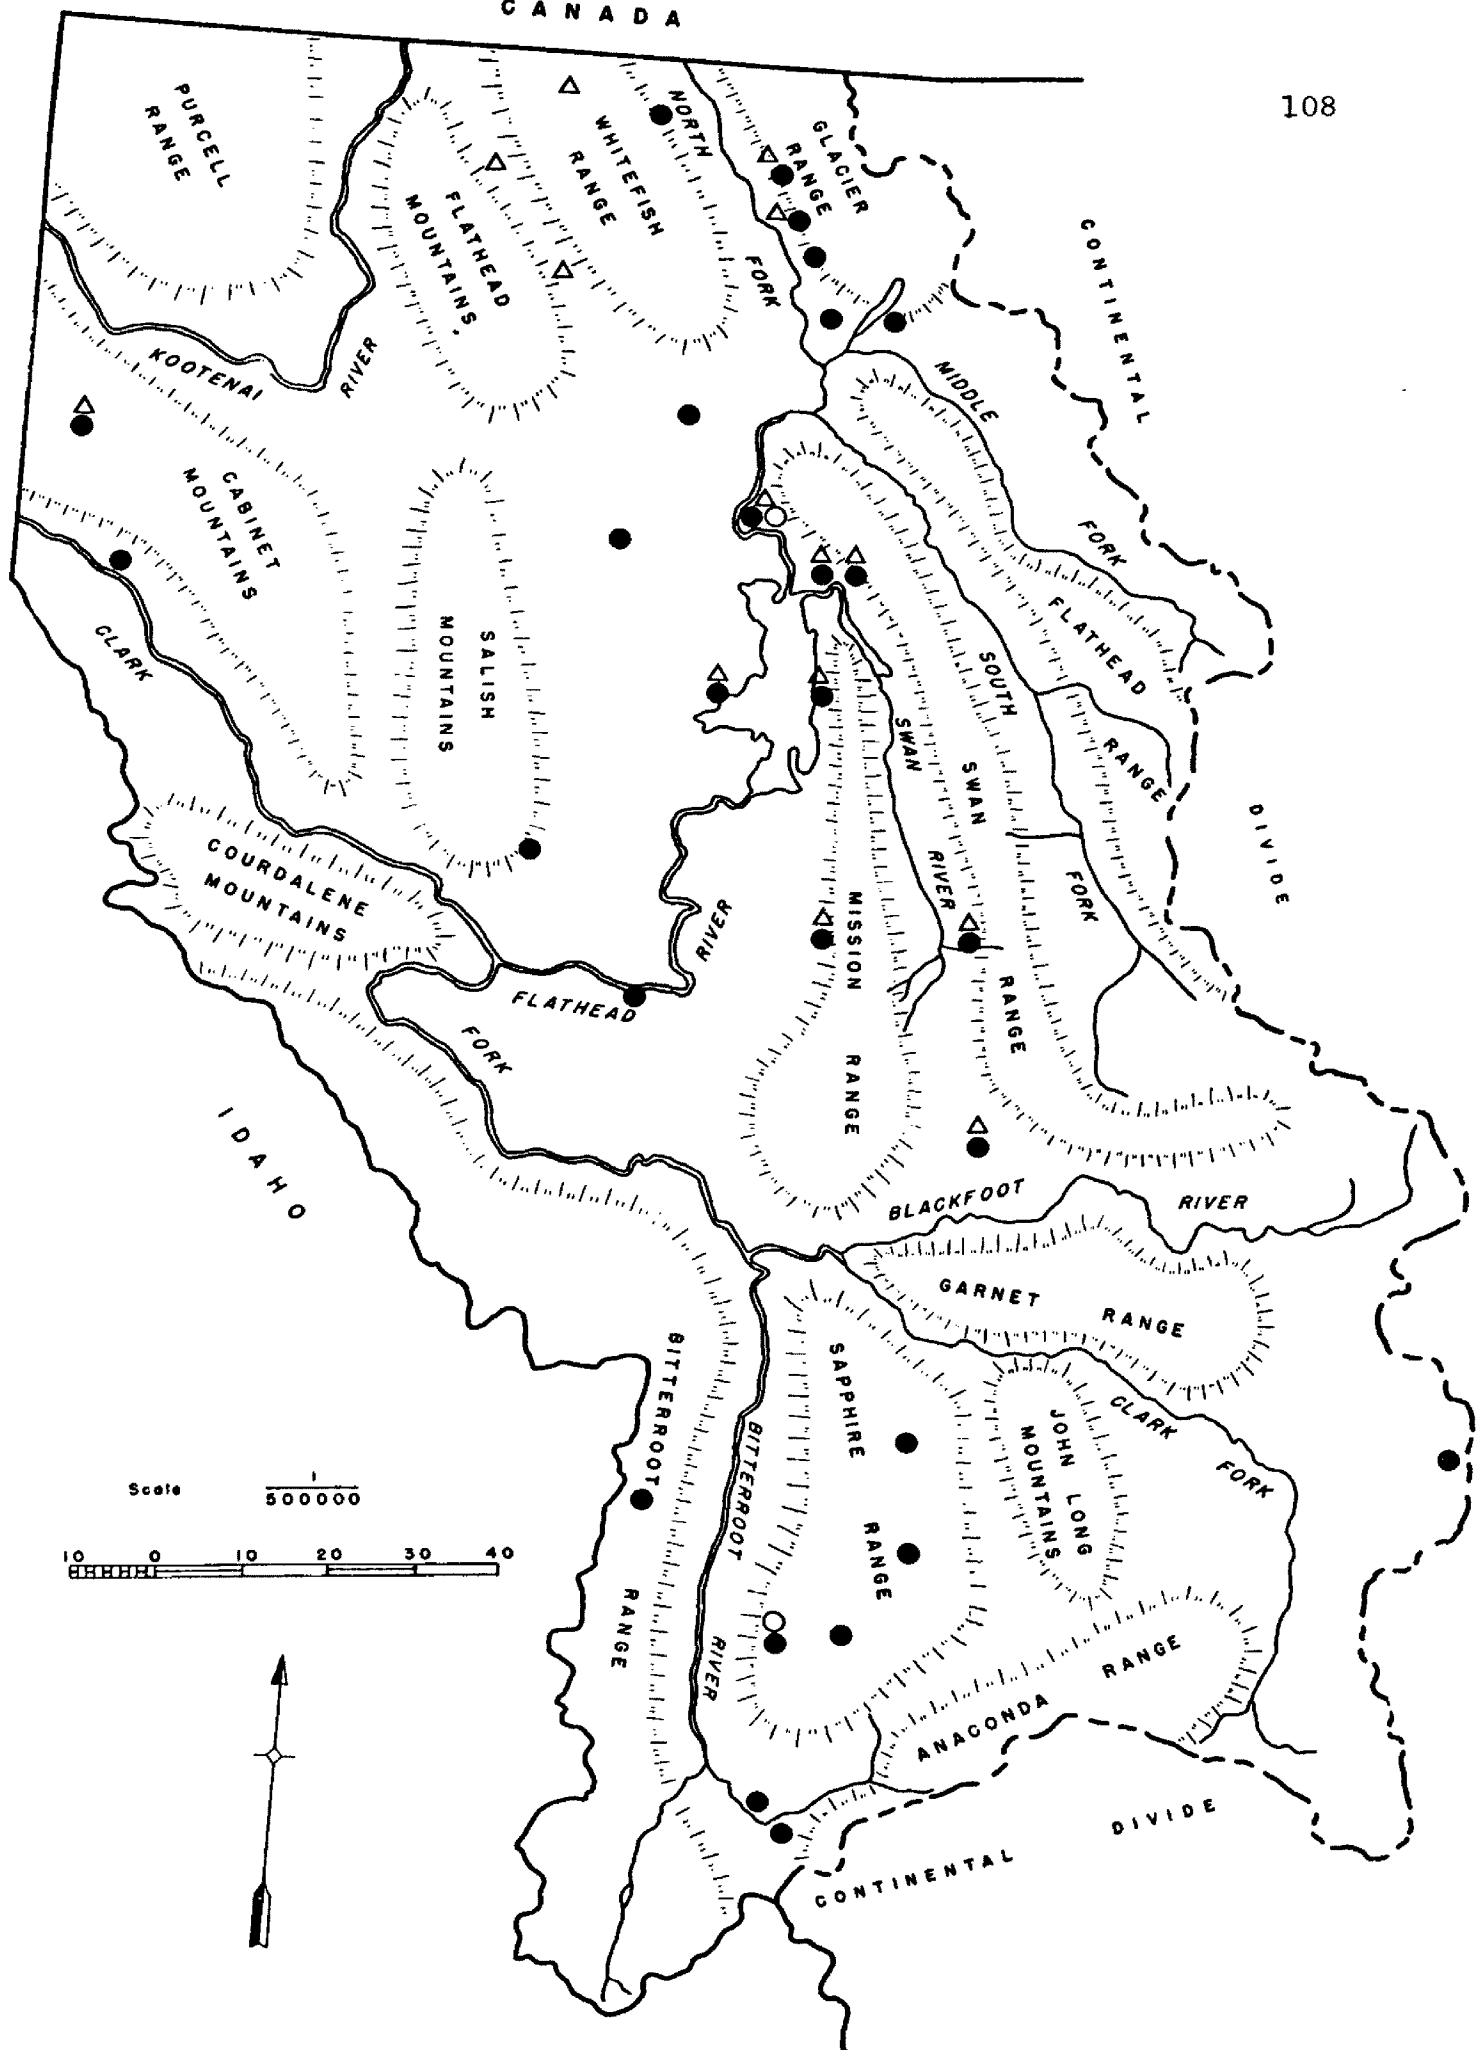 CANADA
108
PURCELL
RANGE
NORTH
WHITEFISH
RANGE
GLACIER
RANGE
FLATHEAD
MOUNTAINS
CONTINENTAL
FORK
KOOTENAI
RIVER
MIDDLE
CABINET
MOUNTAINS
FORK
FLATHEAD
RANGE
CLARK
SALISH
MOUNTAINS
SOUTH
SWAN
SWAN
DIVIDE
COURDALENE
MOUNTAINS
RIVER
FORK
MISSION
RIVER
FLATHEAD
RANGE
FORK
RANGE
IDAHO
BLACKFOOT
RIVER
GARNET
RANGE
BITTERROOT
SAPPHIRE
CLARK
JOHN LONG
MOUNTAINS
BITTERROOT
FORK
Scale
1
500000
10 0 10 20 30 40
RANGE
RANGE
RIVER
RANGE
ANACONDA
DIVIDE
CONTINENTAL